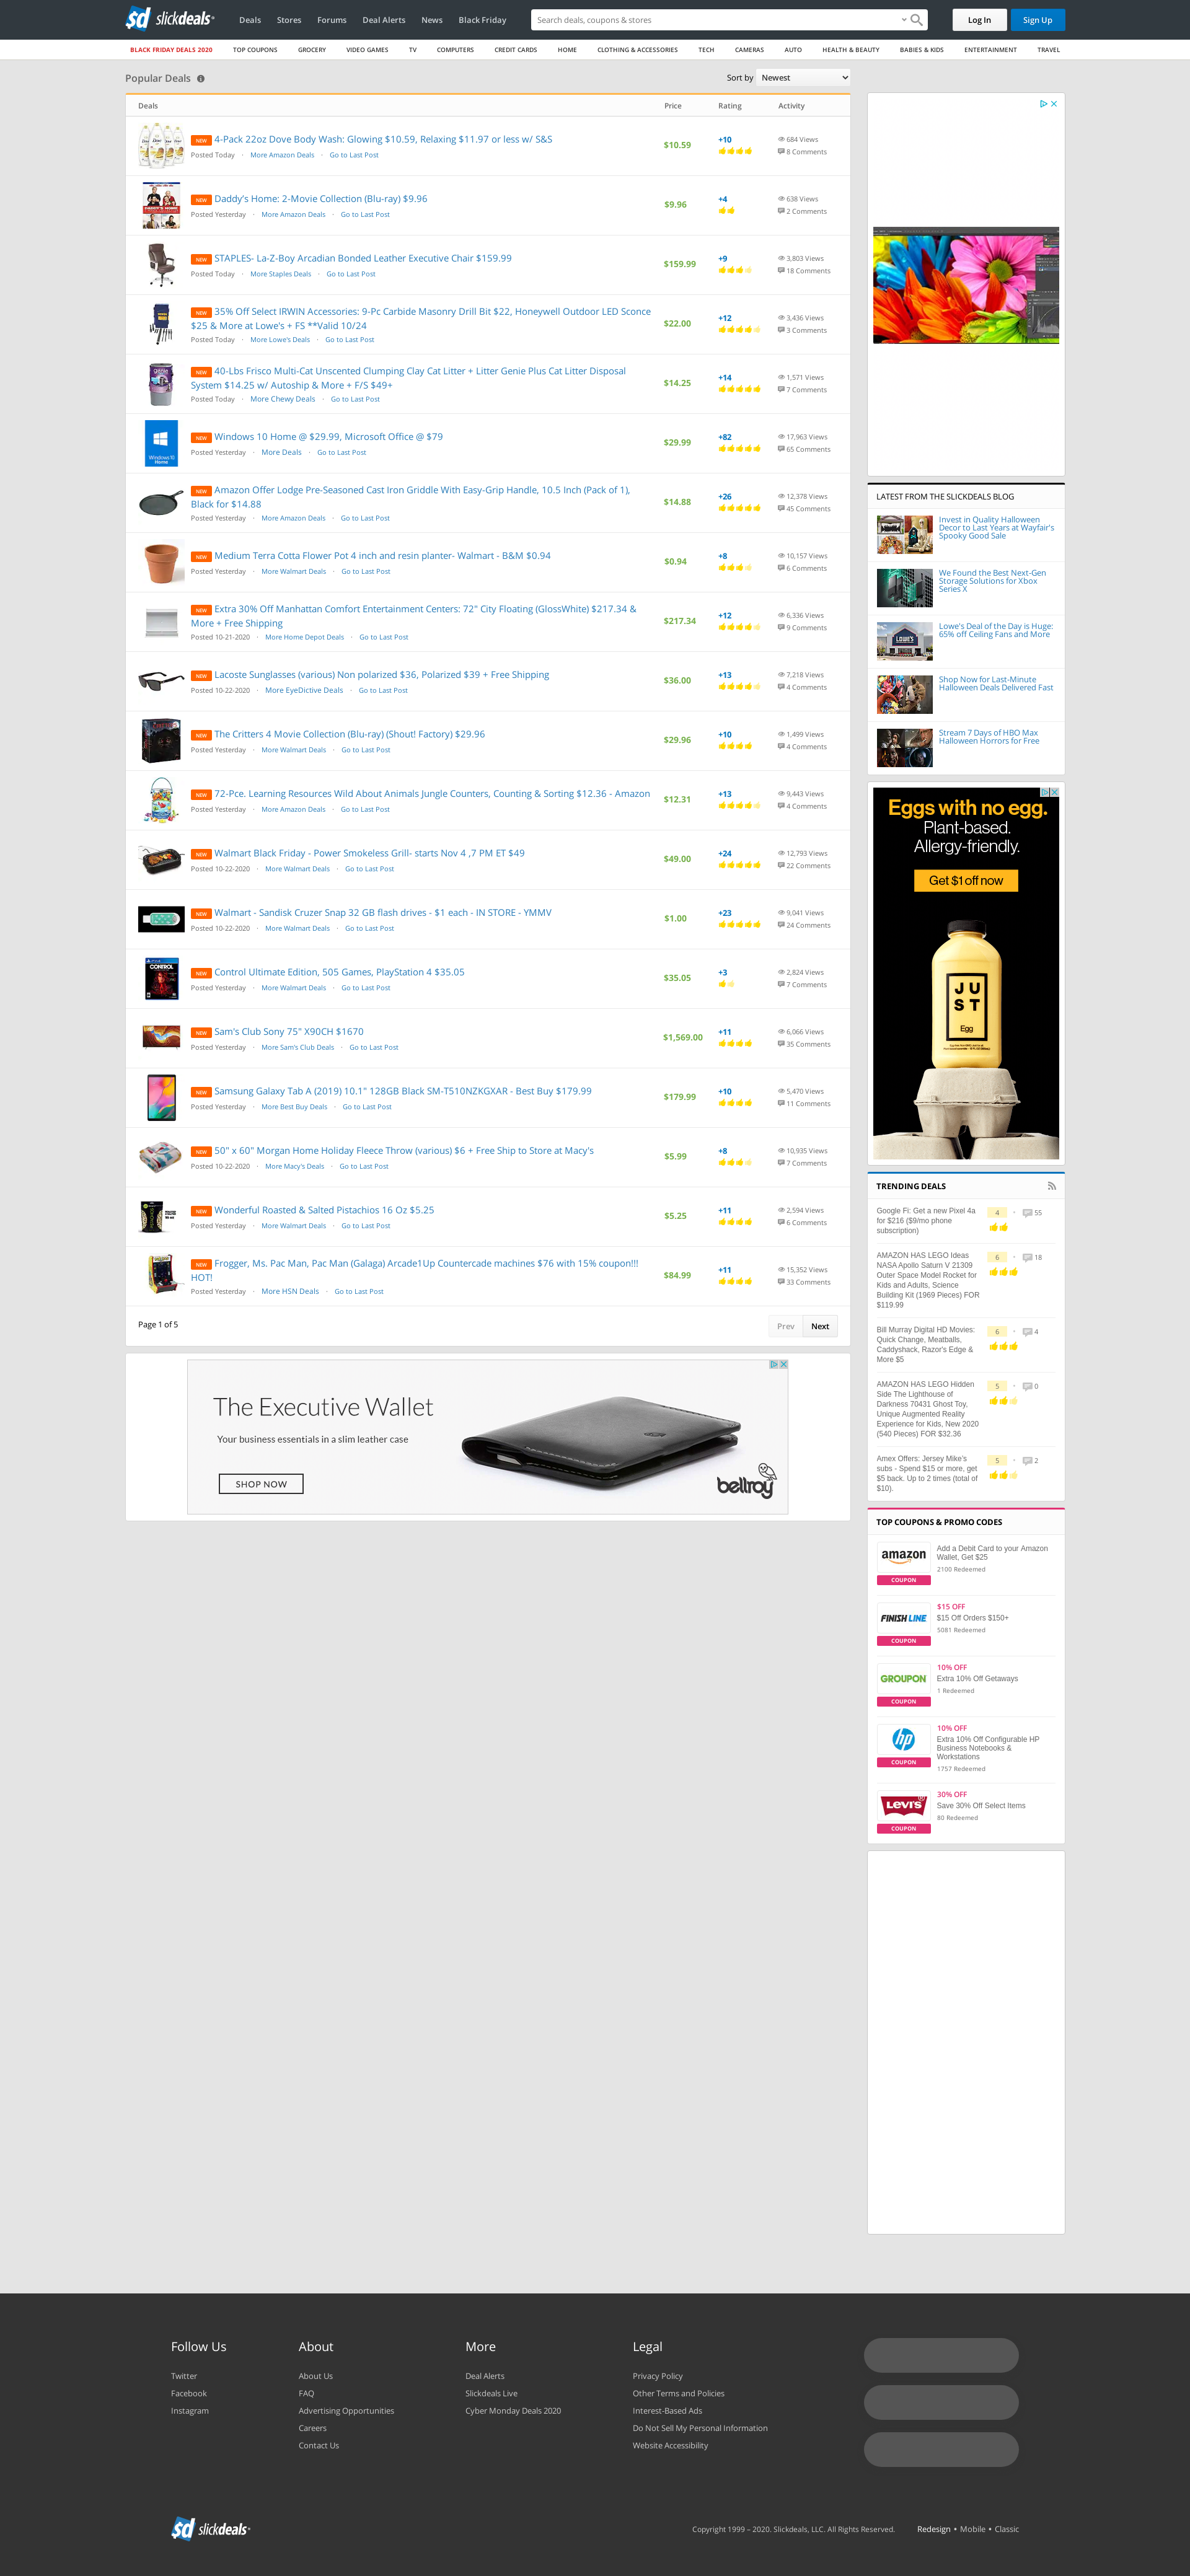 slickdeals
Deals Stores Forums Deal Alerts News Black Friday
Search deals, coupons & stores
Log In Sign Up
BLACK FRIDAY DEALS 2020 TOP COUPONS GROCERY VIDEO GAMES TV COMPUTERS CREDIT CARDS HOME CLOTHING & ACCESSORIES TECH CAMERAS AUTO HEALTH & BEAUTY BABIES & KIDS ENTERTAINMENT TRAVEL
Popular Deals
Sort by Newest
Deals Price Rating Activity
NEW 4-Pack 22oz Dove Body Wash: Glowing $10.59, Relaxing $11.97 or less w/ S&S
Posted Today · More Amazon Deals · Go to Last Post
$10.59
+10
684 Views
8 Comments
NEW Daddy's Home: 2-Movie Collection (Blu-ray) $9.96
Posted Yesterday · More Amazon Deals · Go to Last Post
$9.96
+4
638 Views
2 Comments
NEW STAPLES- La-Z-Boy Arcadian Bonded Leather Executive Chair $159.99
Posted Today · More Staples Deals · Go to Last Post
$159.99
+9
3,803 Views
18 Comments
NEW 35% Off Select IRWIN Accessories: 9-Pc Carbide Masonry Drill Bit $22, Honeywell Outdoor LED Sconce
$25 & More at Lowe's + FS **Valid 10/24
Posted Today · More Lowe's Deals · Go to Last Post
$22.00
+12
3,436 Views
3 Comments
NEW 40-Lbs Frisco Multi-Cat Unscented Clumping Clay Cat Litter + Litter Genie Plus Cat Litter Disposal
System $14.25 w/ Autoship & More + F/S $49+
Posted Today · More Chewy Deals · Go to Last Post
$14.25
+14
1,571 Views
7 Comments
Windows 10
Home
NEW Windows 10 Home @ $29.99, Microsoft Office @ $79
Posted Yesterday · More Deals · Go to Last Post
$29.99
+82
17,963 Views
65 Comments
NEW Amazon Offer Lodge Pre-Seasoned Cast Iron Griddle With Easy-Grip Handle, 10.5 Inch (Pack of 1),
Black for $14.88
Posted Yesterday · More Amazon Deals · Go to Last Post
$14.88
+26
12,378 Views
45 Comments
NEW Medium Terra Cotta Flower Pot 4 inch and resin planter- Walmart - B&M $0.94
Posted Yesterday · More Walmart Deals · Go to Last Post
$0.94
+8
10,157 Views
6 Comments
NEW Extra 30% Off Manhattan Comfort Entertainment Centers: 72" City Floating (GlossWhite) $217.34 &
More + Free Shipping
Posted 10-21-2020 · More Home Depot Deals · Go to Last Post
$217.34
+12
6,336 Views
9 Comments
NEW Lacoste Sunglasses (various) Non polarized $36, Polarized $39 + Free Shipping
Posted 10-22-2020 · More EyeDictive Deals · Go to Last Post
$36.00
+13
7,218 Views
4 Comments
NEW The Critters 4 Movie Collection (Blu-ray) (Shout! Factory) $29.96
Posted Yesterday · More Walmart Deals · Go to Last Post
$29.96
+10
1,499 Views
4 Comments
NEW 72-Pce. Learning Resources Wild About Animals Jungle Counters, Counting & Sorting $12.36 - Amazon
Posted Yesterday · More Amazon Deals · Go to Last Post
$12.31
+13
9,443 Views
4 Comments
NEW Walmart Black Friday - Power Smokeless Grill- starts Nov 4 ,7 PM ET $49
Posted 10-22-2020 · More Walmart Deals · Go to Last Post
$49.00
+24
12,793 Views
22 Comments
NEW Walmart - Sandisk Cruzer Snap 32 GB flash drives - $1 each - IN STORE - YMMV
Posted 10-22-2020 · More Walmart Deals · Go to Last Post
$1.00
+23
9,041 Views
24 Comments
CONTROL
NEW Control Ultimate Edition, 505 Games, PlayStation 4 $35.05
Posted Yesterday · More Walmart Deals · Go to Last Post
$35.05
+3
2,824 Views
7 Comments
NEW Sam's Club Sony 75" X90CH $1670
Posted Yesterday · More Sam's Club Deals · Go to Last Post
$1,569.00
+11
6,066 Views
35 Comments
NEW Samsung Galaxy Tab A (2019) 10.1" 128GB Black SM-T510NZKGXAR - Best Buy $179.99
Posted Yesterday · More Best Buy Deals · Go to Last Post
$179.99
+10
5,470 Views
11 Comments
NEW 50" x 60" Morgan Home Holiday Fleece Throw (various) $6 + Free Ship to Store at Macy's
Posted 10-22-2020 · More Macy's Deals · Go to Last Post
$5.99
+8
10,935 Views
7 Comments
NEW Wonderful Roasted & Salted Pistachios 16 Oz $5.25
Posted Yesterday · More Walmart Deals · Go to Last Post
$5.25
+11
2,594 Views
6 Comments
NEW Frogger, Ms. Pac Man, Pac Man (Galaga) Arcade1Up Countercade machines $76 with 15% coupon!!!
HOT!
Posted Yesterday · More HSN Deals · Go to Last Post
$84.99
+11
15,352 Views
33 Comments
Page 1 of 5
Prev Next
The Executive Wallet
Your business essentials in a slim leather case
SHOP NOW
bellroy
LATEST FROM THE SLICKDEALS BLOG
Invest in Quality Halloween
Decor to Last Years at Wayfair's
Spooky Good Sale
We Found the Best Next-Gen
Storage Solutions for Xbox
Series X
LOWE'S
Lowe's Deal of the Day is Huge:
65% off Ceiling Fans and More
Shop Now for Last-Minute
Halloween Deals Delivered Fast
Stream 7 Days of HBO Max
Halloween Horrors for Free
Eggs with no egg.
Plant-based.
Allergy-friendly.
Get $1 off now
JUST
Egg
TRENDING DEALS
Google Fi: Get a new Pixel 4a
for $216 ($9/mo phone
subscription)
4 • 55
AMAZON HAS LEGO Ideas
NASA Apollo Saturn V 21309
Outer Space Model Rocket for
Kids and Adults, Science
Building Kit (1969 Pieces) FOR
$119.99
6 • 18
Bill Murray Digital HD Movies:
Quick Change, Meatballs,
Caddyshack, Razor's Edge &
More $5
6 • 4
AMAZON HAS LEGO Hidden
Side The Lighthouse of
Darkness 70431 Ghost Toy,
Unique Augmented Reality
Experience for Kids, New 2020
(540 Pieces) FOR $32.36
5 • 0
Amex Offers: Jersey Mike's
subs - Spend $15 or more, get
$5 back. Up to 2 times (total of
$10).
5 • 2
TOP COUPONS & PROMO CODES
amazon
COUPON
Add a Debit Card to your Amazon
Wallet, Get $25
2100 Redeemed
FINISH LINE
COUPON
$15 OFF
$15 Off Orders $150+
5081 Redeemed
GROUPON
COUPON
10% OFF
Extra 10% Off Getaways
1 Redeemed
hp
COUPON
10% OFF
Extra 10% Off Configurable HP
Business Notebooks &
Workstations
1757 Redeemed
LEVI'S
COUPON
30% OFF
Save 30% Off Select Items
80 Redeemed
Follow Us
Twitter
Facebook
Instagram
About
About Us
FAQ
Advertising Opportunities
Careers
Contact Us
More
Deal Alerts
Slickdeals Live
Cyber Monday Deals 2020
Legal
Privacy Policy
Other Terms and Policies
Interest-Based Ads
Do Not Sell My Personal Information
Website Accessibility
slickdeals
Copyright 1999 – 2020. Slickdeals, LLC. All Rights Reserved. Redesign • Mobile • Classic